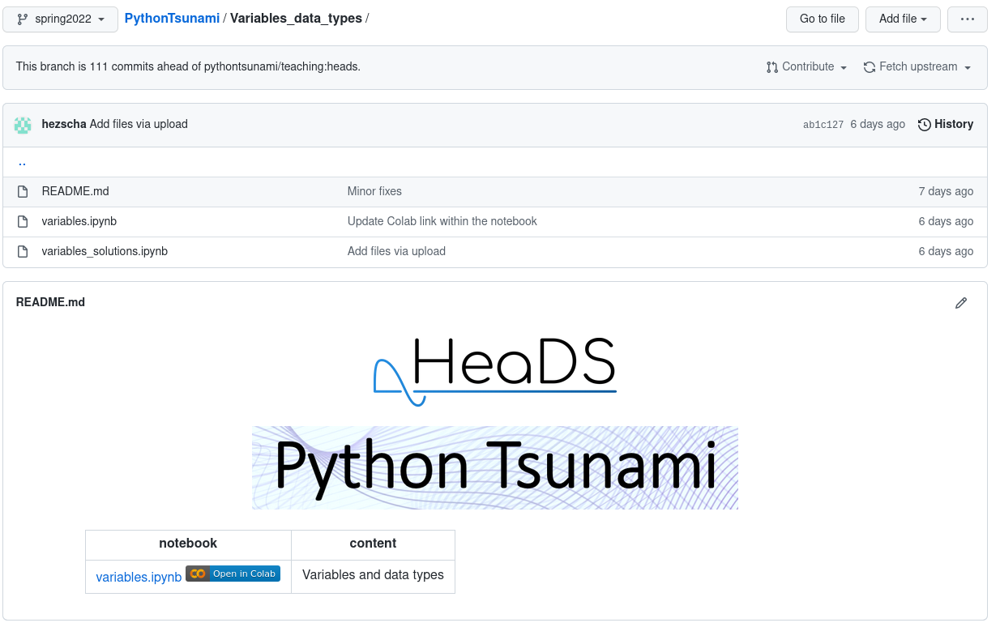 spring2022 PythonTsunami / Variables_data_types / Go to file Add file ...
This branch is 111 commits ahead of pythontsunami/teaching:heads. Contribute Fetch upstream
hezscha Add files via upload ab1c127 6 days ago History
..
README.md Minor fixes 7 days ago
variables.ipynb Update Colab link within the notebook 6 days ago
variables_solutions.ipynb Add files via upload 6 days ago
README.md
HeaDS
Python Tsunami
notebook content
variables.ipynb Open in Colab Variables and data types